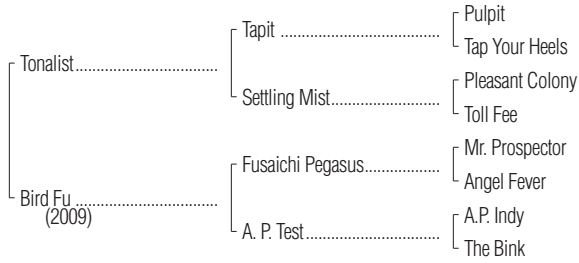 Pulpit
Tapit ........................................
Tap Your Heels
Tonalist....................................
Pleasant Colony
Settling Mist...........................
Toll Fee
Mr. Prospector
Fusaichi Pegasus...................
Angel Fever
Bird Fu ....................................
(2009)
A.P. Indy
A. P. Test..................................
The Bink